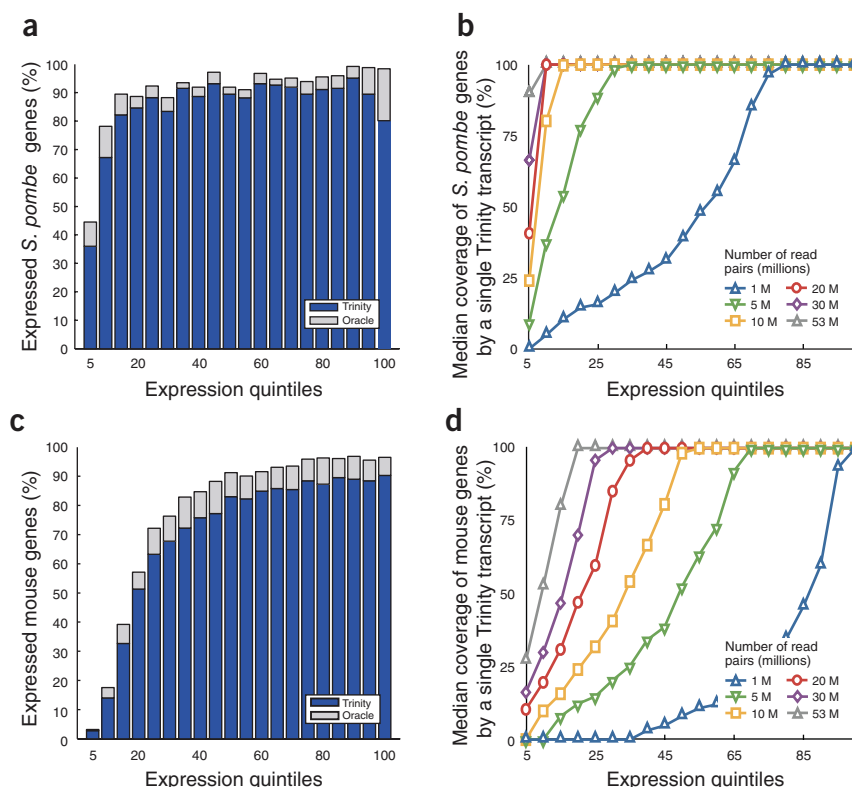 a
Expressed S. pombe genes (%)
100
90
80
70
60
50
40
30
20
10
0
5
20
40
60
80
100
Expression quintiles
Trinity
Oracle
b
Median coverage of S. pombe genes
by a single Trinity transcript (%)
100
75
50
25
0
5
25
45
65
85
Expression quintiles
Number of read
pairs (millions)
1 M
20 M
5 M
30 M
10 M
53 M
c
Expressed mouse genes (%)
100
90
80
70
60
50
40
30
20
10
0
5
20
40
60
80
100
Expression quintiles
Trinity
Oracle
d
Median coverage of mouse genes
by a single Trinity transcript (%)
100
75
50
25
0
5
25
45
65
85
Expression quintiles
Number of read
pairs (millions)
1 M
20 M
5 M
30 M
10 M
53 M